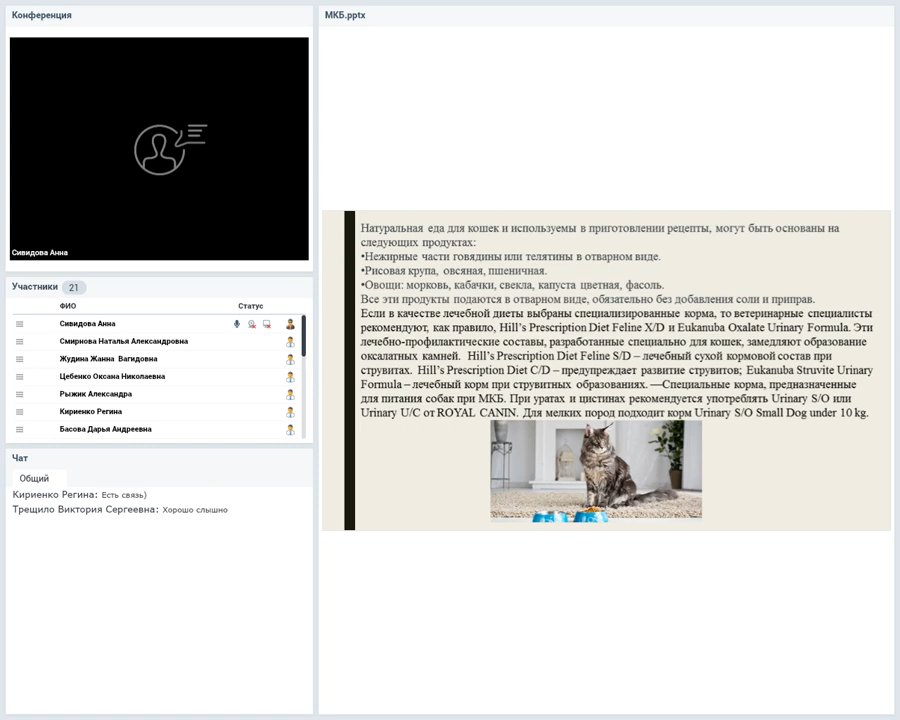 Конференция
Сивидова Анна
Участники 21
ФИО Статус
Сивидова Анна
Смирнова Наталья Александровна
Жудина Жанна Вагидовна
Цебенко Оксана Николаевна
Рыжик Александра
Кириенко Регина
Басова Дарья Андреевна
Чат
Общий
Кириенко Регина: Есть связь)
Трещило Виктория Сергеевна: Хорошо слышно
МКБ.pptx
Натуральная еда для кошек и используемы в приготовлении рецепты, могут быть основаны на
следующих продуктах:
•Нежирные части говядины или телятины в отварном виде.
•Рисовая крупа, овсяная, пшеничная.
•Овощи: морковь, кабачки, свекла, капуста цветная, фасоль.
Все эти продукты подаются в отварном виде, обязательно без добавления соли и приправ.
Если в качестве лечебной диеты выбраны специализированные корма, то ветеринарные специалисты
рекомендуют, как правило, Hill’s Prescription Diet Feline X/D и Eukanuba Oxalate Urinary Formula. Эти
лечебно-профилактические составы, разработанные специально для кошек, замедляют образование
оксалатных камней. Hill’s Prescription Diet Feline S/D – лечебный сухой кормовой состав при
струвитах. Hill’s Prescription Diet C/D – предупреждает развитие струвитов; Eukanuba Struvite Urinary
Formula – лечебный корм при струвитных образованиях. —Специальные корма, предназначенные
для питания собак при МКБ. При уратах и цистинах рекомендуется употреблять Urinary S/O или
Urinary U/C от ROYAL CANIN. Для мелких пород подходит корм Urinary S/O Small Dog under 10 kg.